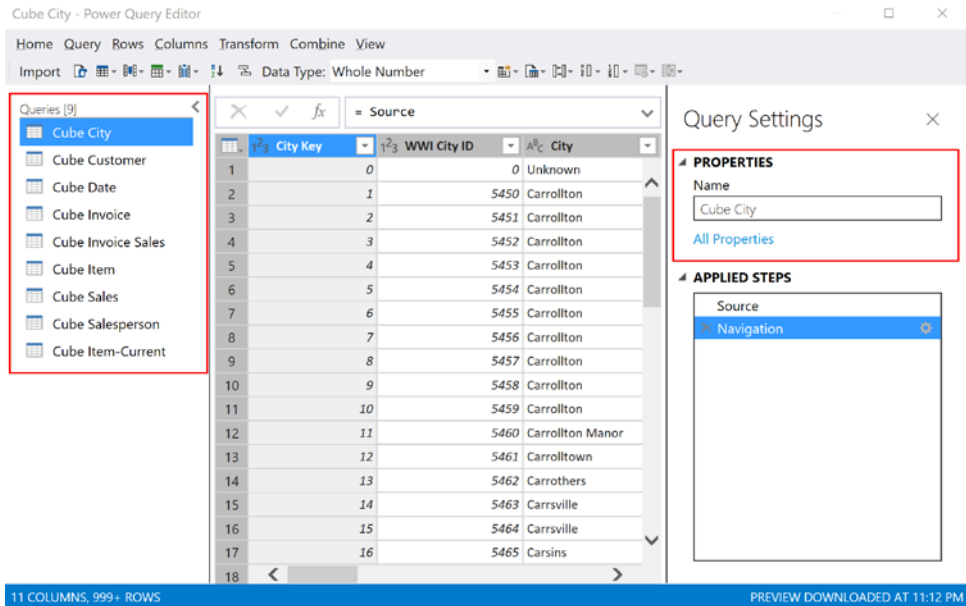 Cube City - Power Query Editor
Home Query Rows Columns Transform Combine View
Import Data Type: Whole Number
Queries [9]
Cube City
Cube Customer
Cube Date
Cube Invoice
Cube Invoice Sales
Cube Item
Cube Sales
Cube Salesperson
Cube Item-Current
fx = Source
1²3 City Key 1²3 WWI City ID ABC City
1 0 0 Unknown
2 1 5450 Carrollton
3 2 5451 Carrollton
4 3 5452 Carrollton
5 4 5453 Carrollton
6 5 5454 Carrollton
7 6 5455 Carrollton
8 7 5456 Carrollton
9 8 5457 Carrollton
10 9 5458 Carrollton
11 10 5459 Carrollton
12 11 5460 Carrollton Manor
13 12 5461 Carrolltown
14 13 5462 Carrothers
15 14 5463 Carrsville
16 15 5464 Carrsville
17 16 5465 Carsins
18
Query Settings
PROPERTIES
Name
Cube City
All Properties
APPLIED STEPS
Source
Navigation
11 COLUMNS, 999+ ROWS
PREVIEW DOWNLOADED AT 11:12 PM